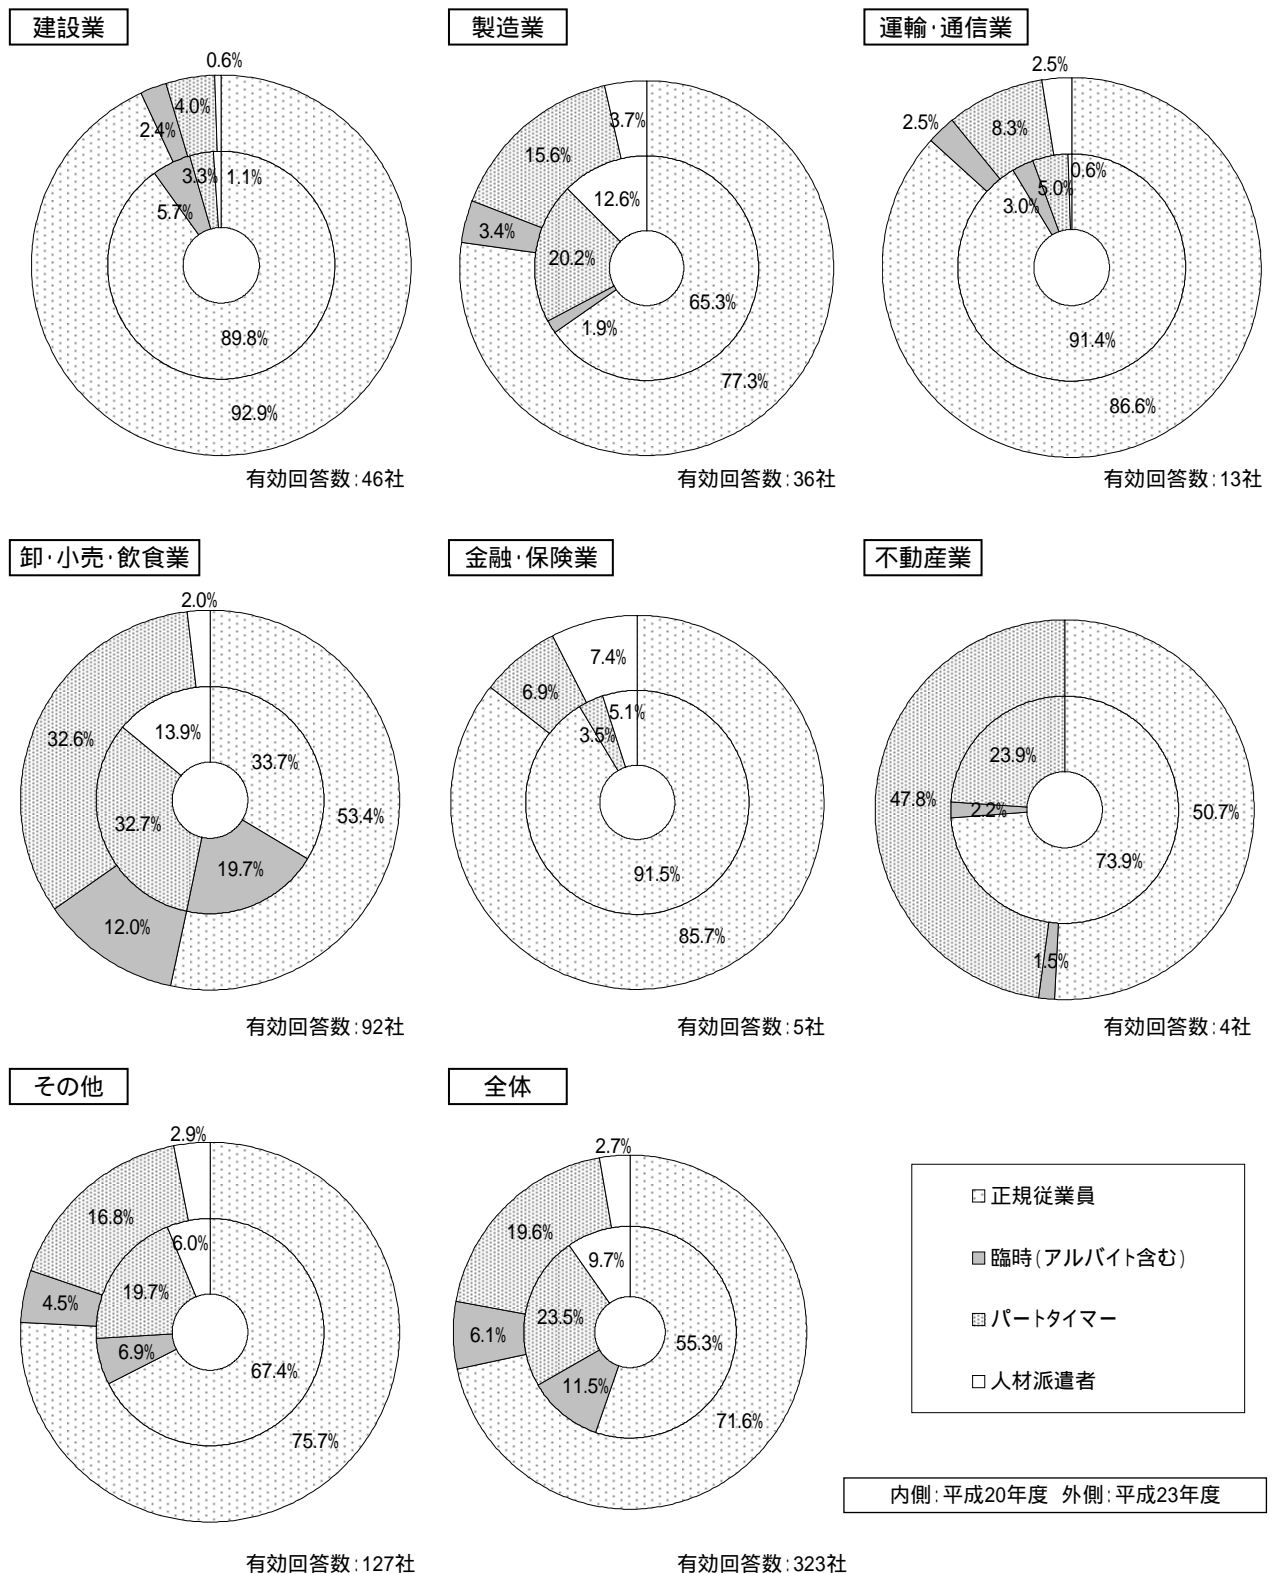 建設業
0.6%
4.0%
2.4%
3.3%
1.1%
5.7%
89.8%
92.9%
有効回答数:46社
製造業
3.7%
15.6%
12.6%
3.4%
20.2%
65.3%
1.9%
77.3%
有効回答数:36社
運輸・通信業
2.5%
2.5%
8.3%
0.6%
5.0%
3.0%
91.4%
86.6%
有効回答数:13社
卸・小売・飲食業
2.0%
13.9%
32.6%
33.7%
53.4%
32.7%
19.7%
12.0%
有効回答数:92社
金融・保険業
7.4%
6.9%
5.1%
3.5%
91.5%
85.7%
有効回答数:5社
不動産業
23.9%
47.8%
2.2%
50.7%
73.9%
1.5%
有効回答数:4社
その他
2.9%
16.8%
6.0%
19.7%
4.5%
6.9%
67.4%
75.7%
有効回答数:127社
全体
2.7%
19.6%
9.7%
23.5%
6.1%
55.3%
11.5%
71.6%
有効回答数:323社
正規従業員
臨時(アルバイト含む)
パートタイマー
人材派遣者
内側:平成20年度 外側:平成23年度